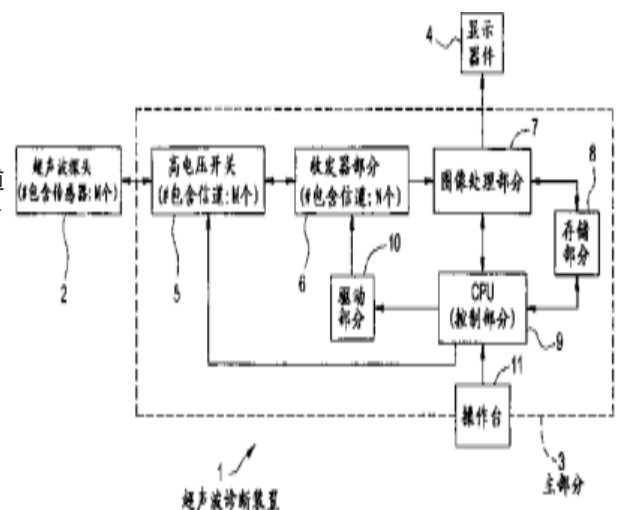 4
显示
器件
7
8
超声波探头
(#包含传感器:M个)
高电压开关
(#包含信道:M个)
收发器部分
(#包含信道:N个)
图像处理部分
存储
部分
2
5
6
10
驱动
部分
CPU
(控制部分)
9
11
操作台
1
超声波诊断装置
3
主部分